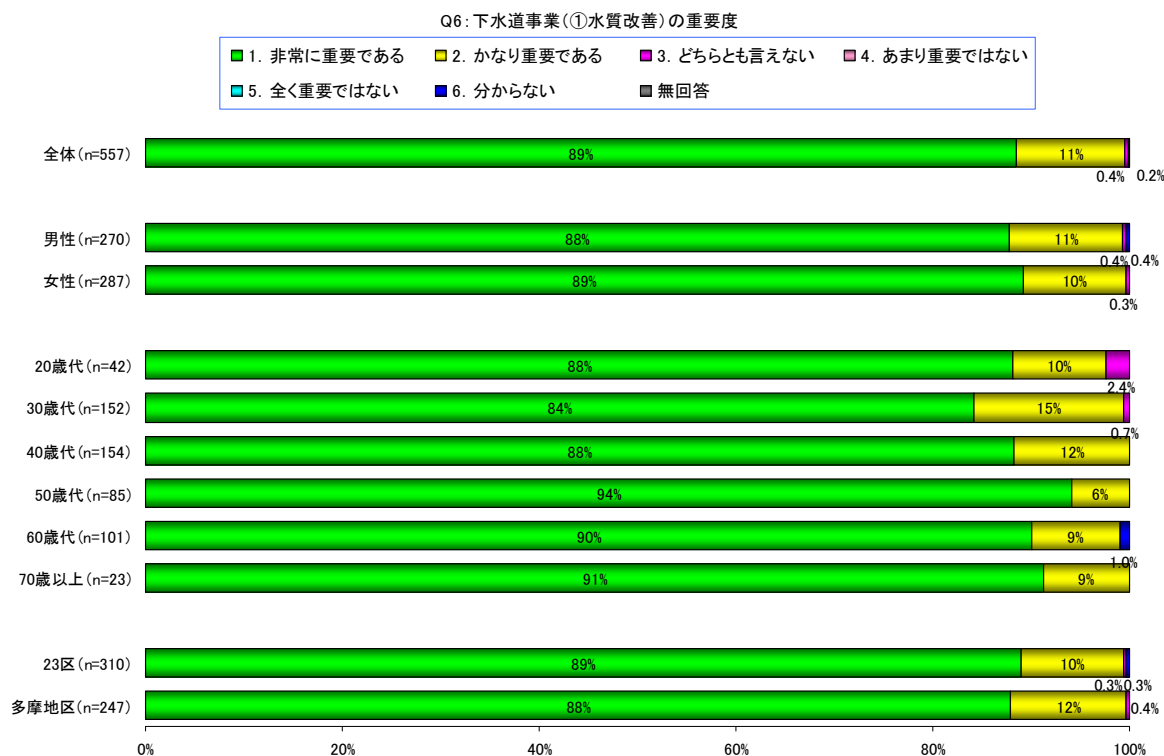 Q6：下水道事業（①水質改善）の重要度
1．非常に重要である 2．かなり重要である 3．どちらとも言えない 4．あまり重要ではない
5．全く重要ではない 6．分からない 無回答
全体（n=557） 89% 11%
0.4% 0.2%
男性（n=270） 88% 11%
0.4% 0.4%
女性（n=287） 89% 10%
0.3%
20歳代（n=42） 88% 10%
2.4%
30歳代（n=152） 84% 15%
0.7%
40歳代（n=154） 88% 12%
50歳代（n=85） 94% 6%
60歳代（n=101） 90% 9%
1.0%
70歳以上（n=23） 91% 9%
23区（n=310） 89% 10%
0.3% 0.3%
多摩地区（n=247） 88% 12% 0.4%
0% 20% 40% 60% 80% 100%